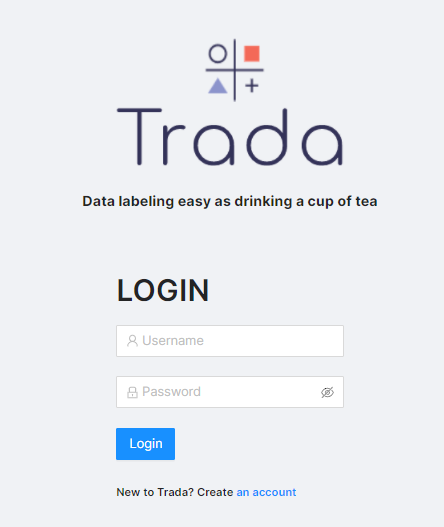 Trada
Data labeling easy as drinking a cup of tea
LOGIN
Username
Password
Login
New to Trada? Create an account